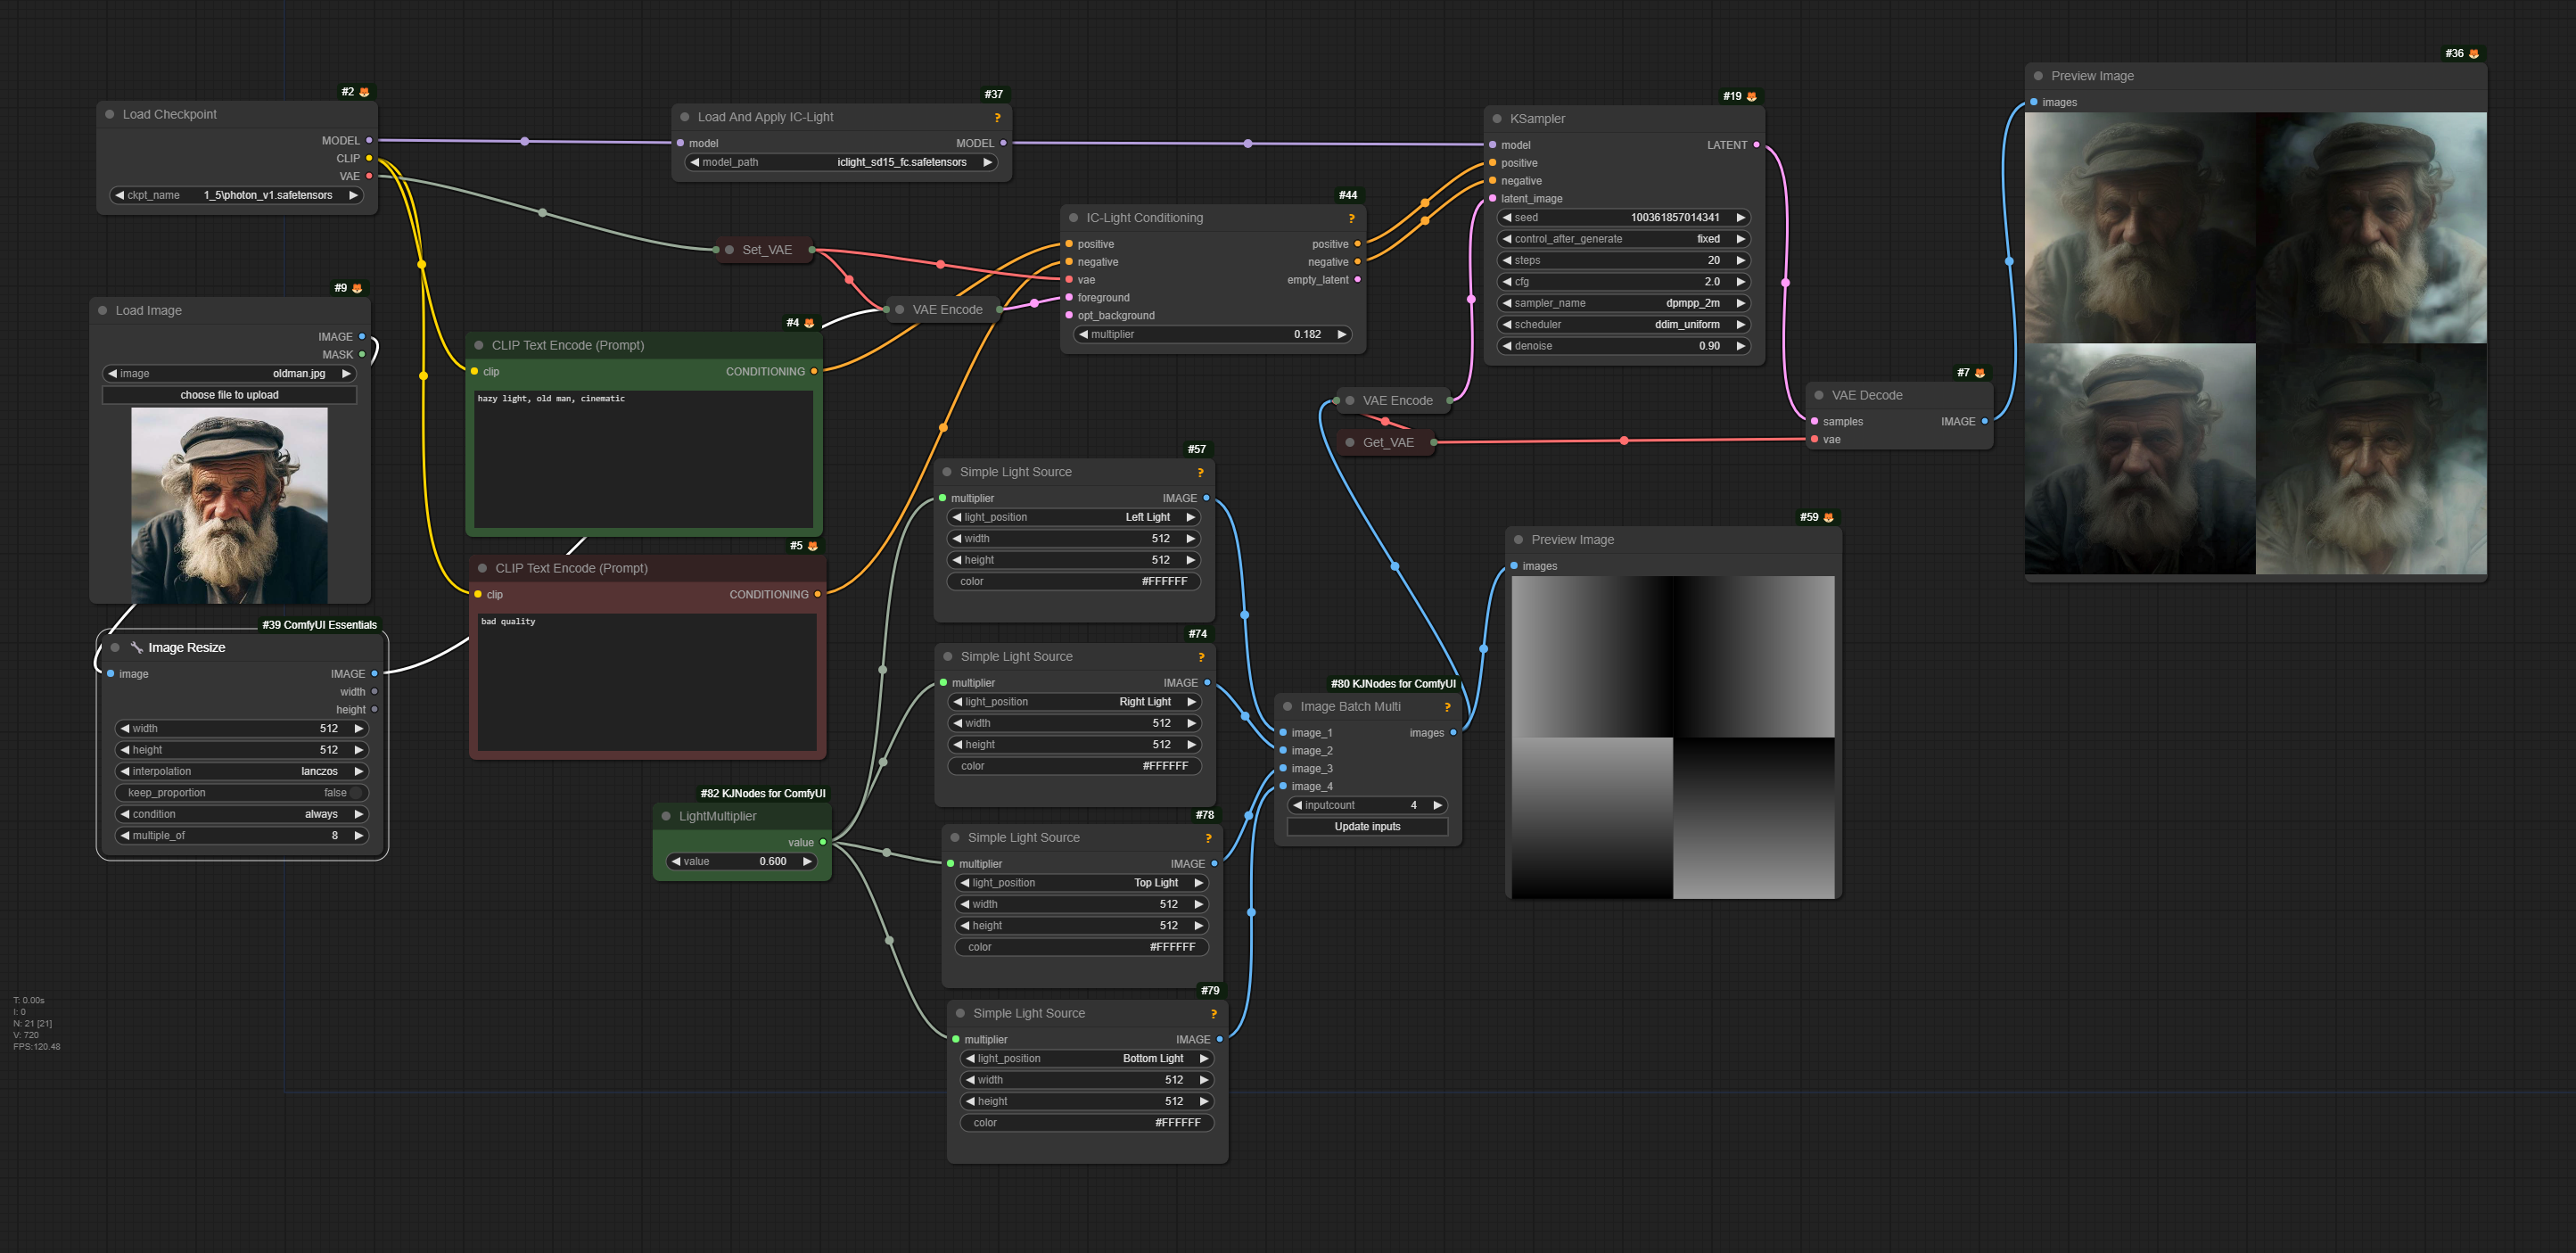 #2
Load Checkpoint
MODEL
CLIP
VAE
ckpt_name 1_5\photon_v1.safetensors
#9
Load Image
IMAGE
MASK
image oldman.jpg
choose file to upload
#39 ComfyUI Essentials
Image Resize
image IMAGE
width
height
width 512
height 512
interpolation lanczos
keep_proportion false
condition always
multiple_of 8
#37
Load And Apply IC-Light ?
model MODEL
model_path iclight_sd15_fc.safetensors
Set_VAE
VAE Encode
#4
CLIP Text Encode (Prompt)
clip CONDITIONING
hazy light, old man, cinematic
#5
CLIP Text Encode (Prompt)
clip CONDITIONING
bad quality
#82 KJNodes for ComfyUI
LightMultiplier
value
value 0.600
#44
IC-Light Conditioning ?
positive positive
negative negative
vae empty_latent
foreground
opt_background
multiplier 0.182
#57
Simple Light Source ?
multiplier IMAGE
light_position Left Light
width 512
height 512
color #FFFFFF
#74
Simple Light Source ?
multiplier IMAGE
light_position Right Light
width 512
height 512
color #FFFFFF
#78
Simple Light Source ?
multiplier IMAGE
light_position Top Light
width 512
height 512
color #FFFFFF
#79
Simple Light Source ?
multiplier IMAGE
light_position Bottom Light
width 512
height 512
color #FFFFFF
#80 KJNodes for ComfyUI
Image Batch Multi ?
image_1 images
image_2
image_3
image_4
inputcount 4
Update inputs
#19
KSampler
model LATENT
positive
negative
latent_image
seed 100361857014341
control_after_generate fixed
steps 20
cfg 2.0
sampler_name dpmpp_2m
scheduler ddim_uniform
denoise 0.90
VAE Encode
Get_VAE
#7
VAE Decode
samples IMAGE
vae
#59
Preview Image
images
#36
Preview Image
images
T: 0.00s
I: 0
N: 21 [21]
V: 720
FPS:120.48